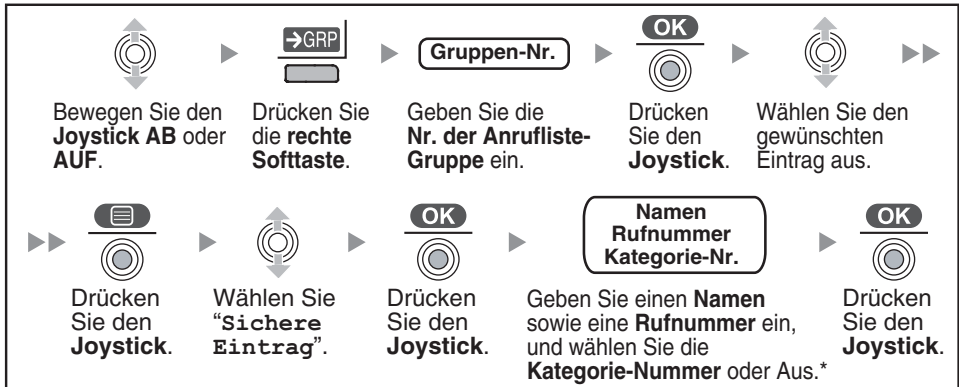 →GRP
Gruppen-Nr.
OK
Bewegen Sie den
Joystick AB oder
AUF.
Drücken Sie
die rechte
Softtaste.
Geben Sie die
Nr. der Anrufliste-
Gruppe ein.
Drücken
Sie den
Joystick.
Wählen Sie den
gewünschten
Eintrag aus.
OK
Namen
Rufnummer
Kategorie-Nr.
OK
Drücken
Sie den
Joystick.
Wählen Sie
“Sichere
Eintrag”.
Drücken
Sie den
Joystick.
Geben Sie einen Namen
sowie eine Rufnummer ein,
und wählen Sie die
Kategorie-Nummer oder Aus.*
Drücken
Sie den
Joystick.